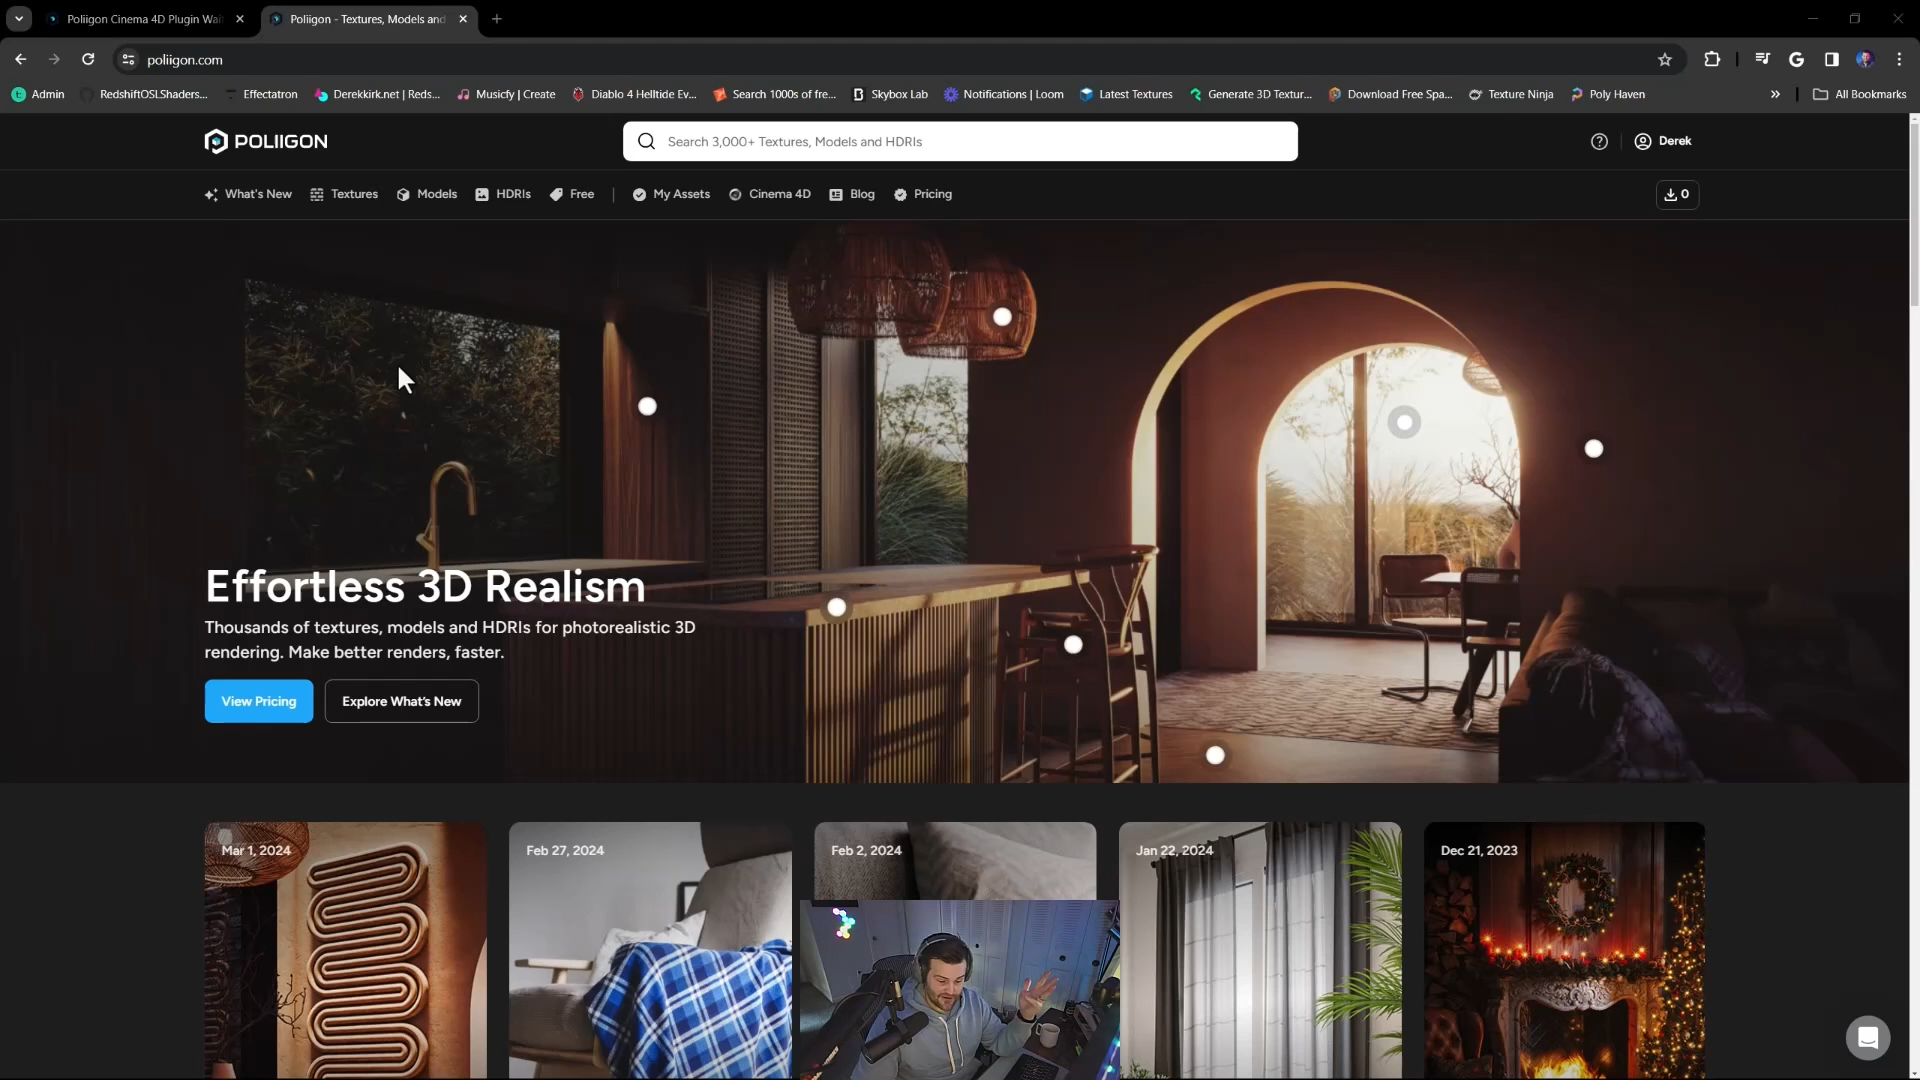 Poliigon Cinema 4D Plugin Wai
Poliigon - Textures, Models and
poliigon.com
Admin
RedshiftOSLShaders...
Effectatron
Derekkirk.net | Reds...
Musicfy | Create
Diablo 4 Helltide Ev...
Search 1000s of fre...
Skybox Lab
Notifications | Loom
Latest Textures
Generate 3D Textur...
Download Free Spa...
Texture Ninja
Poly Haven
All Bookmarks
POLIIGON
Search 3,000+ Textures, Models and HDRIs
Derek
What's New
Textures
Models
HDRIs
Free
My Assets
Cinema 4D
Blog
Pricing
0
Effortless 3D Realism
Thousands of textures, models and HDRIs for photorealistic 3D
rendering. Make better renders, faster.
View Pricing
Explore What's New
Mar 1, 2024
Feb 27, 2024
Feb 2, 2024
Jan 22, 2024
Dec 21, 2023